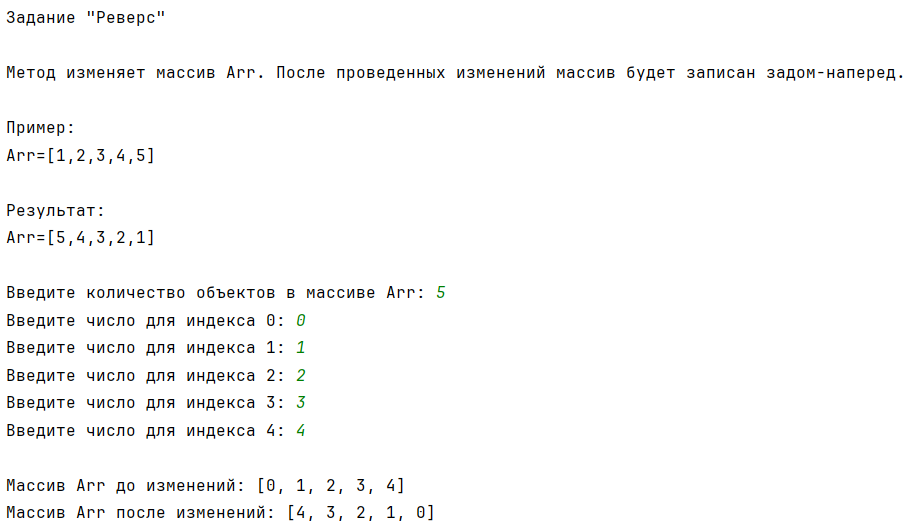 Задание "Реверс"
Метод изменяет массив Arr. После проведенных изменений массив будет записан задом-наперед.
Пример:
Arr=[1,2,3,4,5]
Результат:
Arr=[5,4,3,2,1]
Введите количество объектов в массиве Arr: 5
Введите число для индекса 0: 0
Введите число для индекса 1: 1
Введите число для индекса 2: 2
Введите число для индекса 3: 3
Введите число для индекса 4: 4
Массив Arr до изменений: [0, 1, 2, 3, 4]
Массив Arr после изменений: [4, 3, 2, 1, 0]